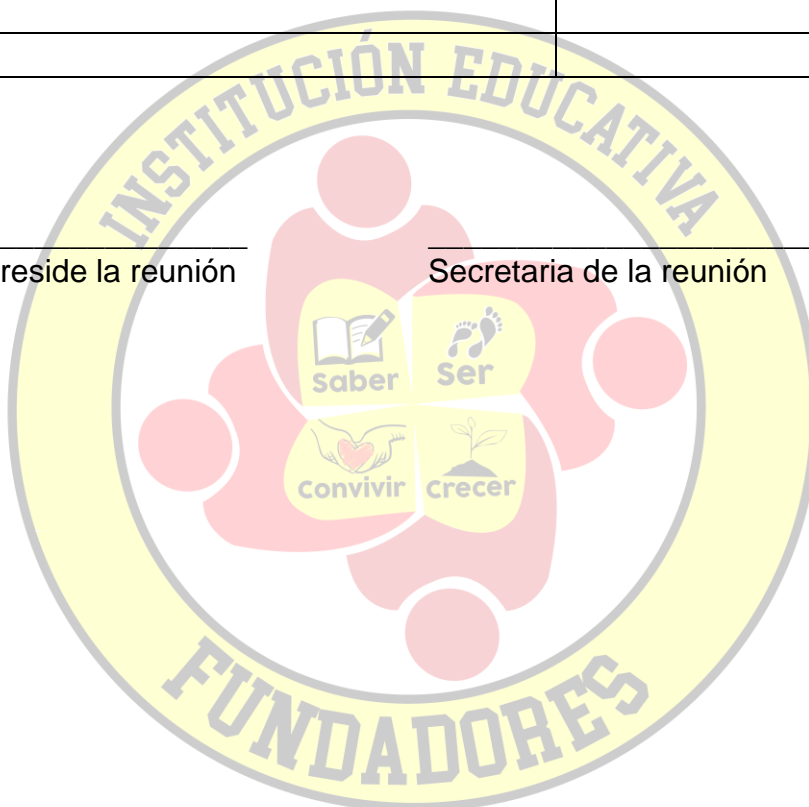 INSTITUCIÓN EDUCATIVA
reside la reunión
Secretaria de la reunión
Saber
Ser
Convivir
Crecer
FUNDADORES